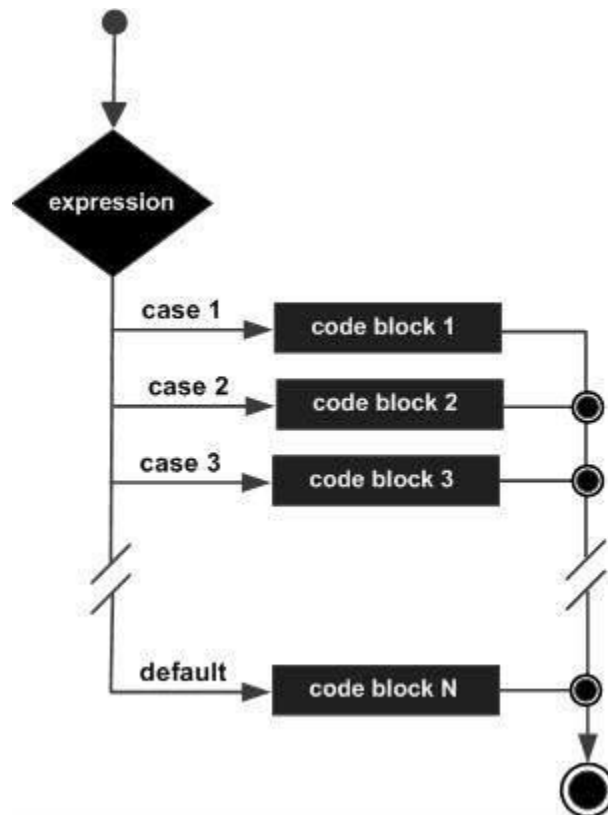 expression
case 1
code block 1
case 2
code block 2
case 3
code block 3
default
code block N